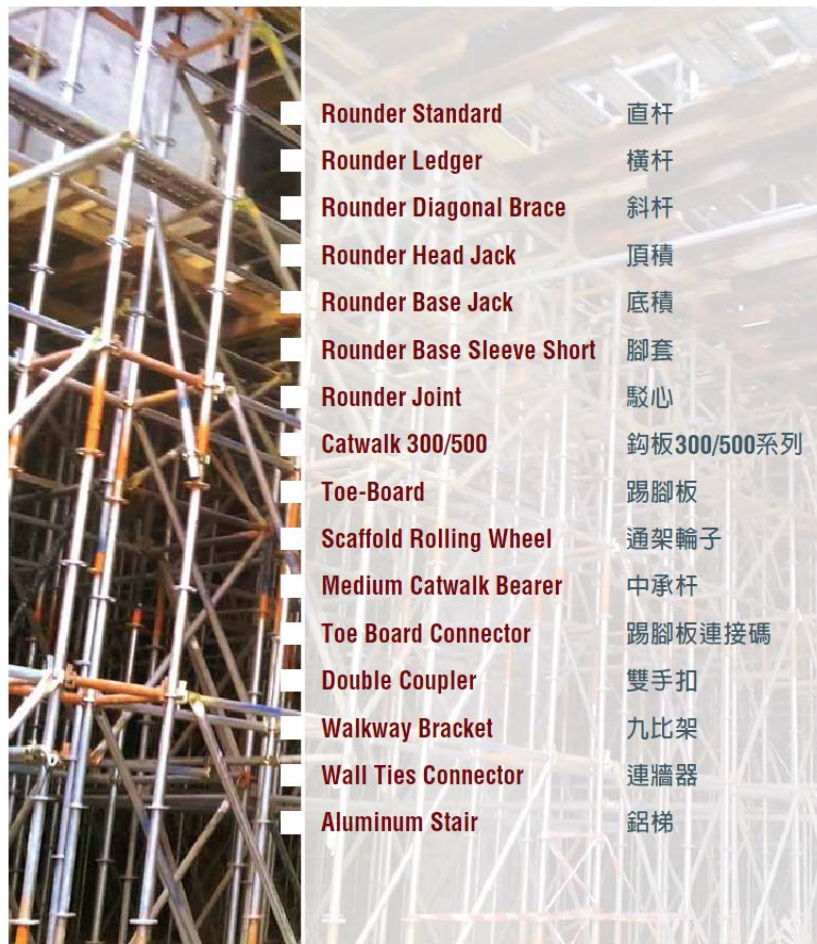 Rounder Standard 直杆
Rounder Ledger 橫杆
Rounder Diagonal Brace 斜杆
Rounder Head Jack 頂積
Rounder Base Jack 底積
Rounder Base Sleeve Short 腳套
Rounder Joint 駁心
Catwalk 300/500 鈎板300/500系列
Toe-Board 踢腳板
Scaffold Rolling Wheel 通架輪子
Medium Catwalk Bearer 中承杆
Toe Board Connector 踢腳板連接碼
Double Coupler 雙手扣
Walkway Bracket 九比架
Wall Ties Connector 連牆器
Aluminum Stair 鋁梯